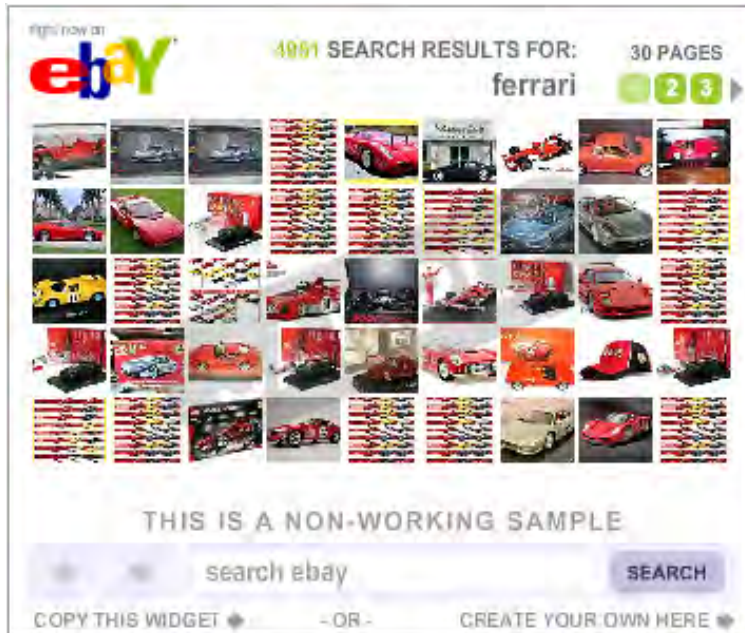 right now on
ebaY
4961 SEARCH RESULTS FOR:
ferrari
30 PAGES
2 3
THIS IS A NON-WORKING SAMPLE
search ebay
SEARCH
COPY THIS WIDGET
- OR -
CREATE YOUR OWN HERE